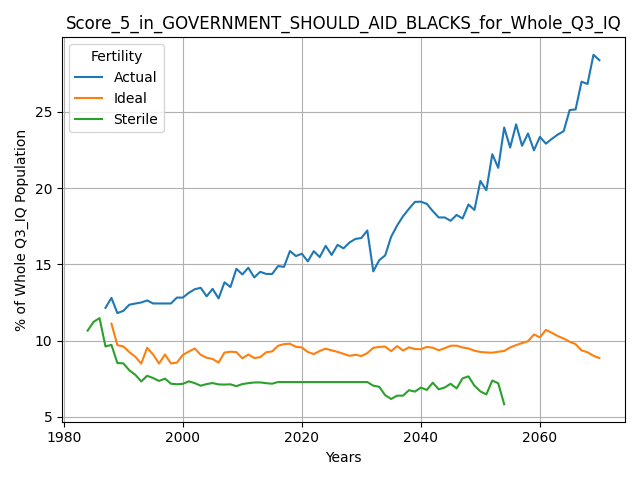 Score_5_in_GOVERNMENT_SHOULD_AID_BLACKS_for_Whole_Q3_IQ
Fertility
Actual
Ideal
Sterile
% of Whole Q3_IQ Population
25
20
15
10
5
1980 2000 2020 2040 2060
Years